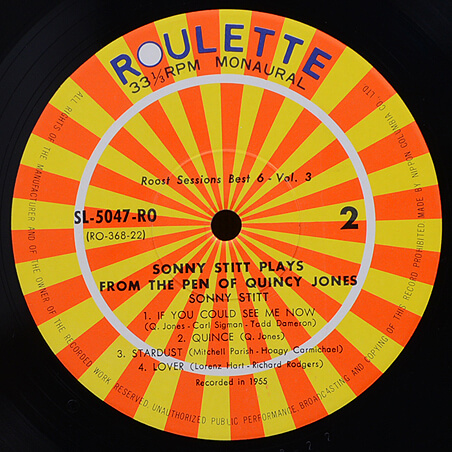 ROULETTE
33⅓ RPM MONAURAL
Roost Sessions Best 6 - Vol. 3
SL-5047-RO
(RO-368-22)
2
SONNY STITT PLAYS
FROM THE PEN OF QUINCY JONES
SONNY STITT
1. IF YOU COULD SEE ME NOW
(Q. Jones - Carl Sigman - Tadd Dameron)
2. QUINCE (Q. Jones)
3. STARDUST (Mitchell Parish - Hoagy Carmichael)
4. LOVER (Lorenz Hart - Richard Rodgers)
Recorded in 1955
ALL RIGHTS OF THE MANUFACTURER AND OF THE OWNER OF THE RECORDED WORK RESERVED. UNAUTHORIZED PUBLIC PERFORMANCE, BROADCASTING AND COPYING OF THIS RECORD PROHIBITED MADE BY NIPPON COLUMBIA CO. LTD.